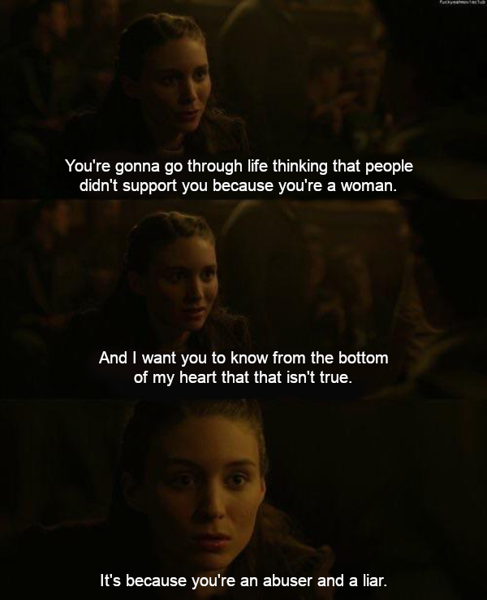 You're gonna go through life thinking that people
didn't support you because you're a woman.
And I want you to know from the bottom
of my heart that that isn't true.
It's because you're an abuser and a liar.